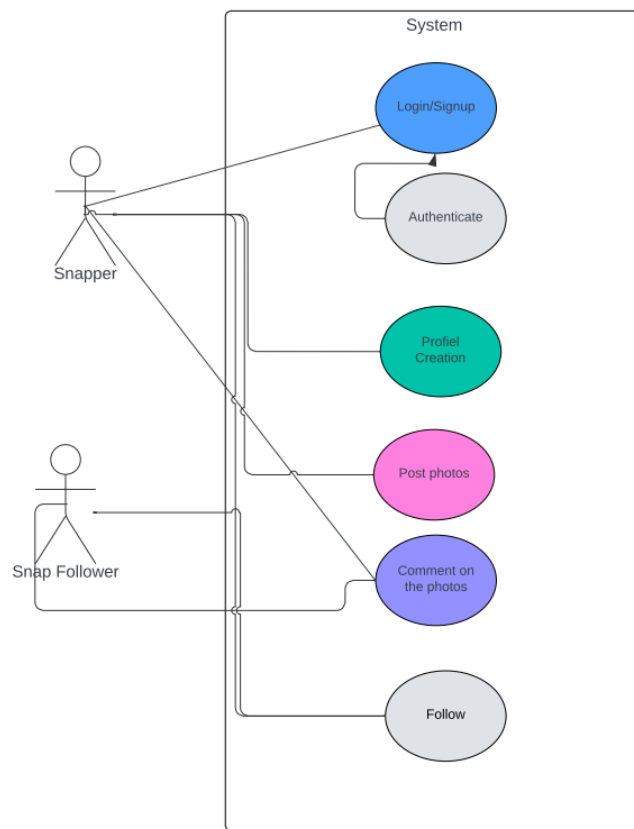 System
Login/Signup
Authenticate
Snapper
Profiel
Creation
Post photos
Snap Follower
Comment on
the photos
Follow